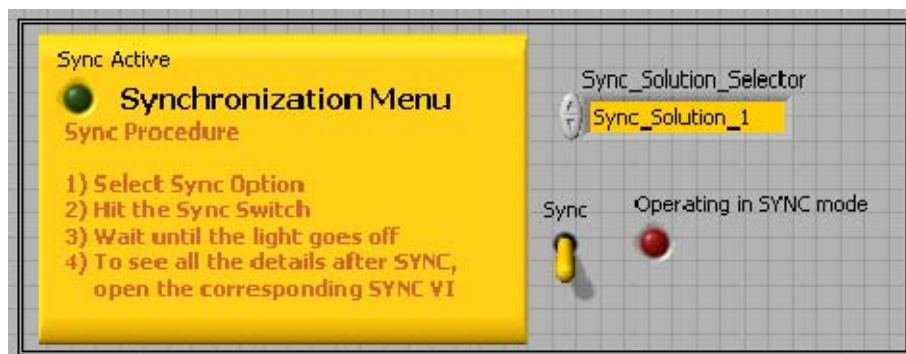 Sync Active
Synchronization Menu
Sync Procedure
1) Select Sync Option
2) Hit the Sync Switch
3) Wait until the light goes off
4) To see all the details after SYNC,
open the corresponding SYNC VI
Sync_Solution_Selector
Sync_Solution_1
Sync
Operating in SYNC mode